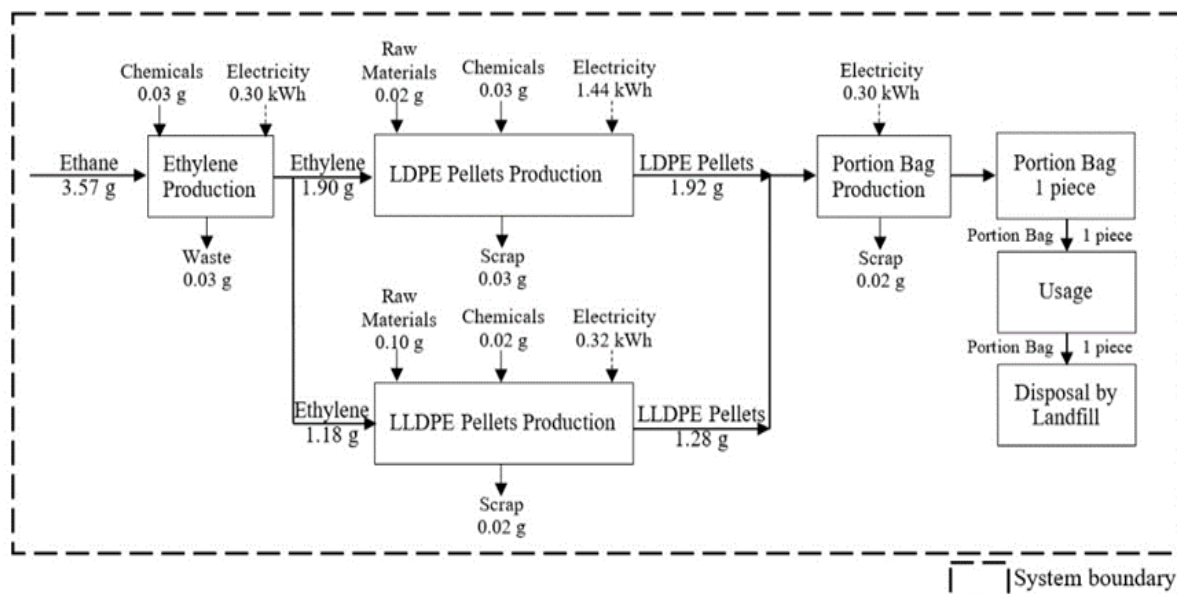 Chemicals
0.03 g
Electricity
0.30 kWh
Raw
Materials
0.02 g
Chemicals
0.03 g
Electricity
1.44 kWh
Electricity
0.30 kWh
Ethane
3.57 g
Ethylene
Production
Ethylene
1.90 g
LDPE Pellets Production
LDPE Pellets
1.92 g
Portion Bag
Production
Portion Bag
1 piece
Waste
0.03 g
Scrap
0.03 g
Scrap
0.02 g
Portion Bag 1 piece
Usage
Raw
Materials
0.10 g
Chemicals
0.02 g
Electricity
0.32 kWh
Portion Bag 1 piece
Ethylene
1.18 g
LLDPE Pellets Production
LLDPE Pellets
1.28 g
Disposal by
Landfill
Scrap
0.02 g
System boundary